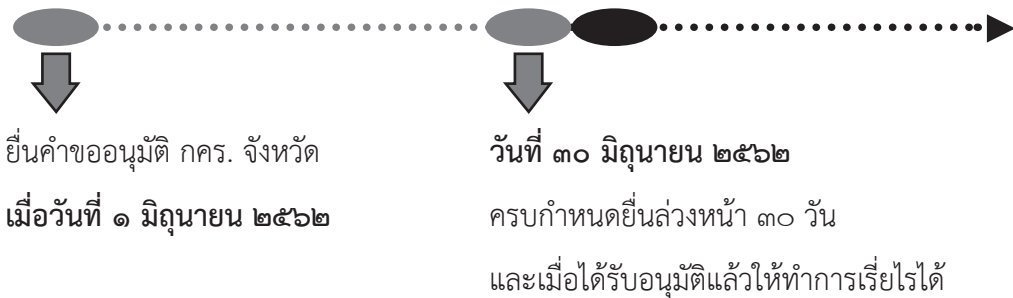 ยื่นคำขออนุมัติ กคร. จังหวัด
เมื่อวันที่ ๑ มิถุนายน ๒๕๖๒
วันที่ ๓๐ มิถุนายน ๒๕๖๒
ครบกำหนดยื่นล่วงหน้า ๓๐ วัน
และเมื่อได้รับอนุมัติแล้วให้ทำการเรี่ยไรได้